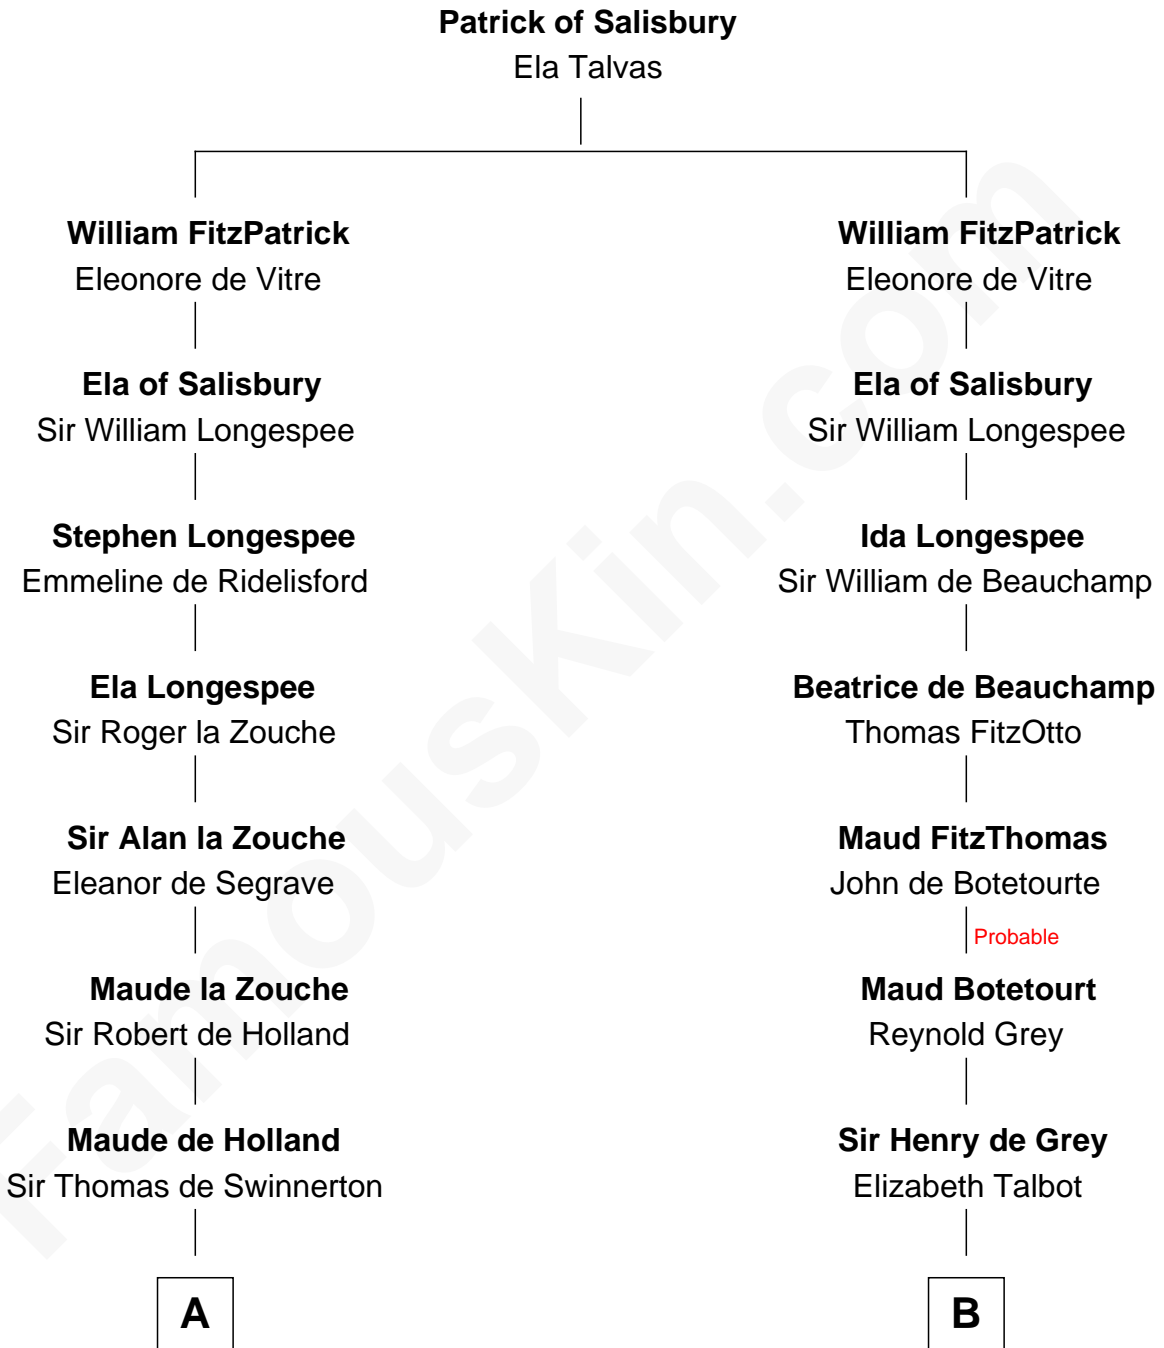 Patrick of Salisbury
Ela Talvas
William FitzPatrick
Eleonore de Vitre
William FitzPatrick
Eleonore de Vitre
Ela of Salisbury
Sir William Longespee
Ela of Salisbury
Sir William Longespee
Stephen Longespee
Emmeline de Ridelisford
Ida Longespee
Sir William de Beauchamp
Ela Longespee
Sir Roger la Zouche
Beatrice de Beauchamp
Thomas FitzOtto
Sir Alan la Zouche
Eleanor de Segrave
Maud FitzThomas
John de Botetourte
Probable
Maude la Zouche
Sir Robert de Holland
Maud Botetourt
Reynold Grey
Maude de Holland
Sir Thomas de Swinnerton
Sir Henry de Grey
Elizabeth Talbot
A
B
FamousKin.com